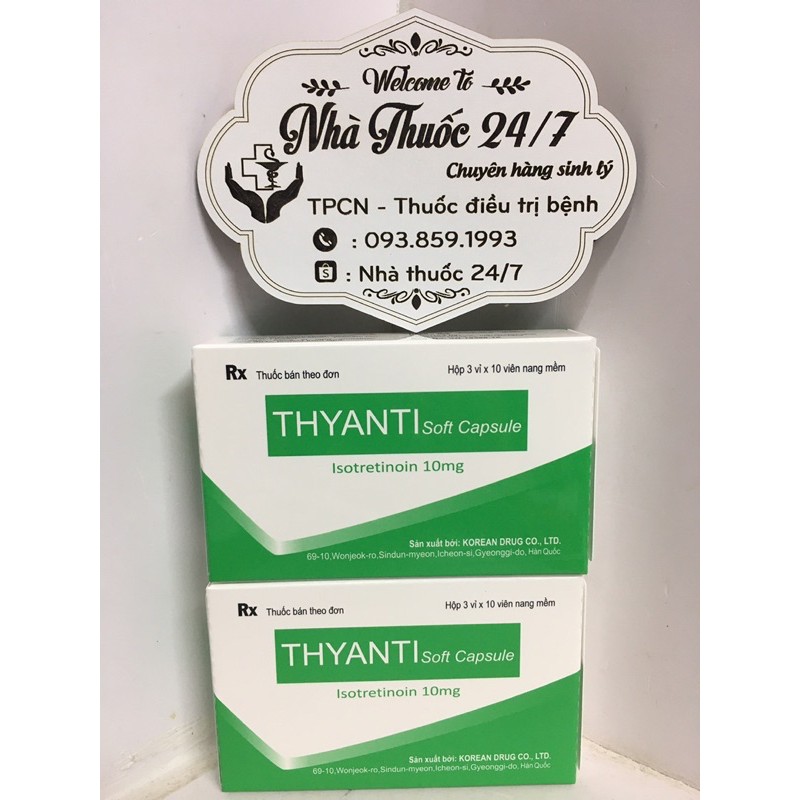 Welcome to
Nhà Thuốc 24/7
Chuyên hàng sinh lý
TPCN - Thuốc điều trị bệnh
: 093.859.1993
S : Nhà thuốc 24/7
Rx Thuốc bán theo đơn Hộp 3 vỉ x 10 viên nang mềm
THYANTI Soft Capsule
Isotretinoin 10mg
Sản xuất bởi: KOREAN DRUG CO., LTD.
69-10,Wonjeok-ro,Sindun-myeon,Icheon-si,Gyeonggi-do, Hàn Quốc
Rx Thuốc bán theo đơn Hộp 3 vỉ x 10 viên nang mềm
THYANTI Soft Capsule
Isotretinoin 10mg
Sản xuất bởi: KOREAN DRUG CO., LTD.
69-10,Wonjeok-ro,Sindun-myeon,Icheon-si,Gyeonggi-do, Hàn Quốc